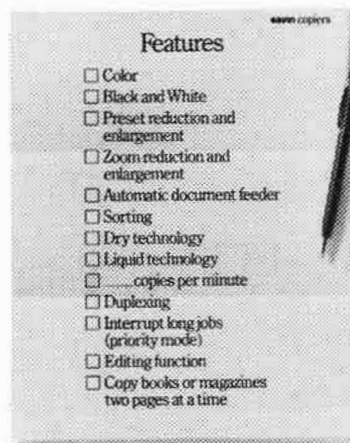 savin copiers
Features
☐ Color
☐ Black and White
☐ Preset reduction and
enlargement
☐ Zoom reduction and
enlargement
☐ Automatic document feeder
☐ Sorting
☐ Dry technology
☐ Liquid technology
☐ ____copies per minute
☐ Duplexing
☐ Interrupt long jobs
(priority mode)
☐ Editing function
☐ Copy books or magazines
two pages at a time